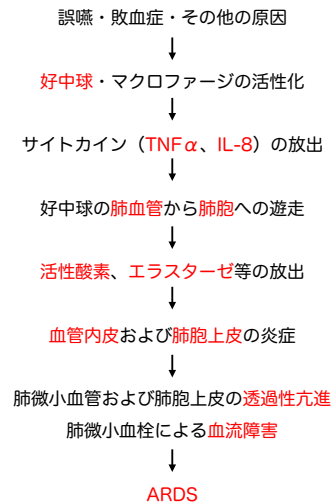 誤嚥・敗血症・その他の原因
好中球・マクロファージの活性化
サイトカイン（TNFα、IL-8）の放出
好中球の肺血管から肺胞への遊走
活性酸素、エラスターゼ等の放出
血管内皮および肺胞上皮の炎症
肺微小血管および肺胞上皮の透過性亢進
肺微小血栓による血流障害
ARDS